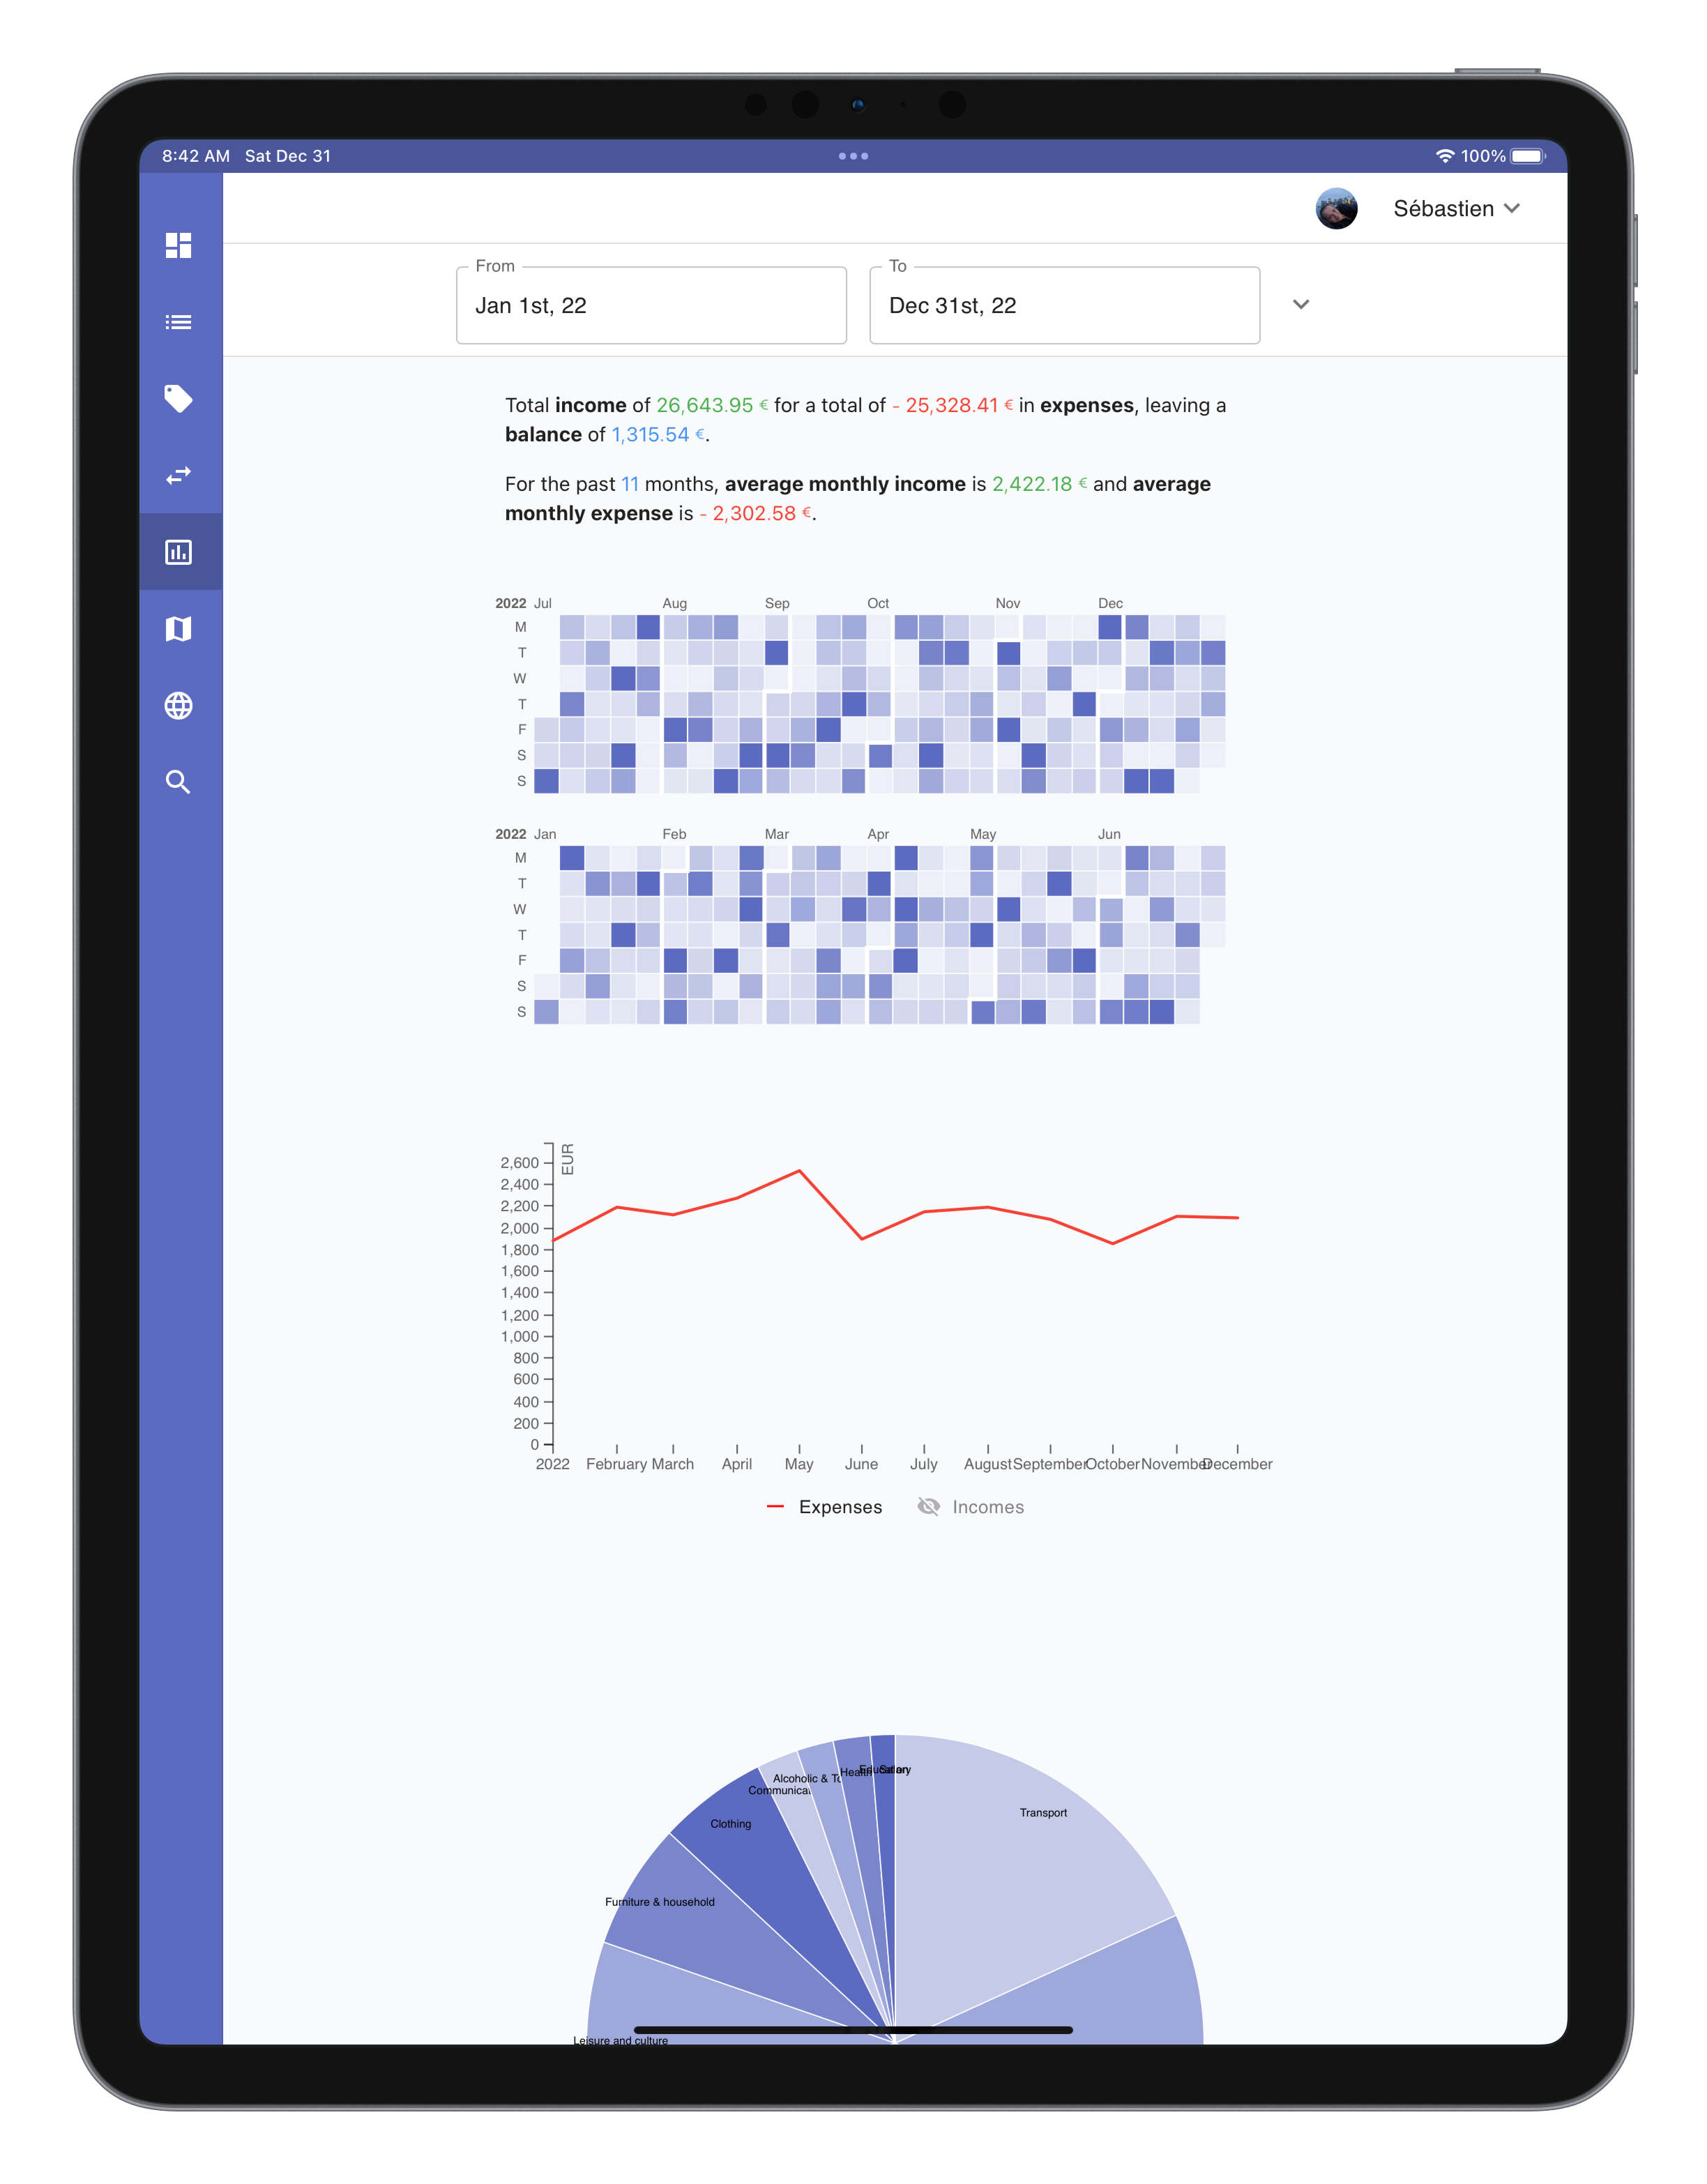 8:42 AM Sat Dec 31
100%
Sébastien
From
Jan 1st, 22
To
Dec 31st, 22
Total income of 26,643.95 € for a total of - 25,328.41 € in expenses, leaving a
balance of 1,315.54 €.
For the past 11 months, average monthly income is 2,422.18 € and average
monthly expense is - 2,302.58 €.
2022 Jul Aug Sep Oct Nov Dec
M
T
W
T
F
S
S
2022 Jan Feb Mar Apr May Jun
M
T
W
T
F
S
S
EUR
2,600
2,400
2,200
2,000
1,800
1,600
1,400
1,200
1,000
800
600
400
200
0
2022 February March April May June July August September October November December
Expenses Incomes
Education Salary
Health
Alcoholic & To
Communica
Transport
Clothing
Furniture & household
Leisure and culture